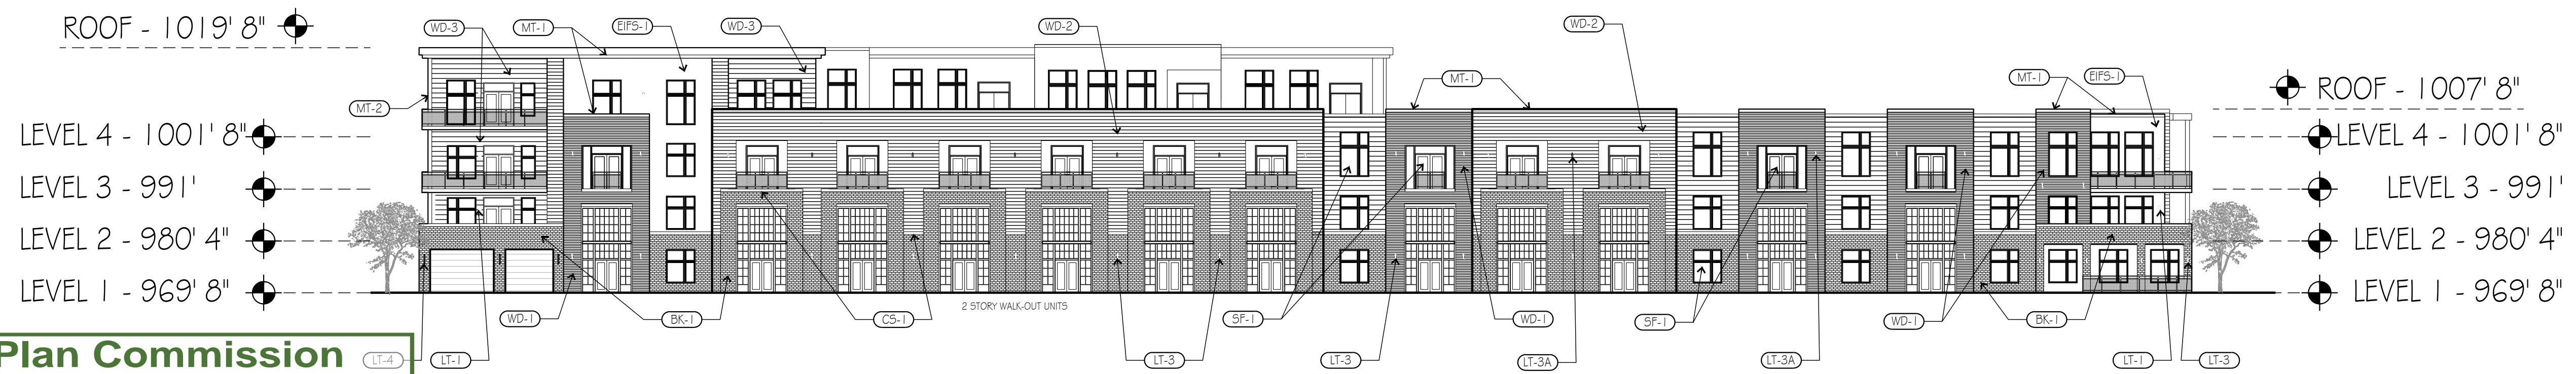 ROOF - 1019' 8"
WD-3
MT-1
EIFS-1
WD-3
WD-2
WD-2
MT-1
MT-1
EIFS-1
ROOF - 1007' 8"
MT-2
LEVEL 4 - 1001' 8"
LEVEL 4 - 1001' 8"
LEVEL 3 - 991'
LEVEL 3 - 991'
LEVEL 2 - 980' 4"
LEVEL 2 - 980' 4"
LEVEL 1 - 969' 8"
LEVEL 1 - 969' 8"
2 STORY WALK-OUT UNITS
WD-1
BK-1
CS-1
SF-1
WD-1
SF-1
WD-1
BK-1
Plan Commission
LT-4
LT-1
LT-3
LT-3
LT-3A
LT-3A
LT-1
LT-3